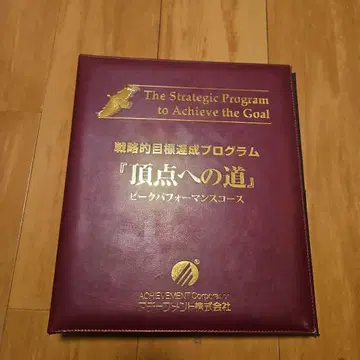 The Strategic Program
to Achieve the Goal
戦略的目標達成プログラム
『頂点への道』
ピークパフォーマンスコース
®
ACHIEVEMENT Corporation
アチーブメント株式会社